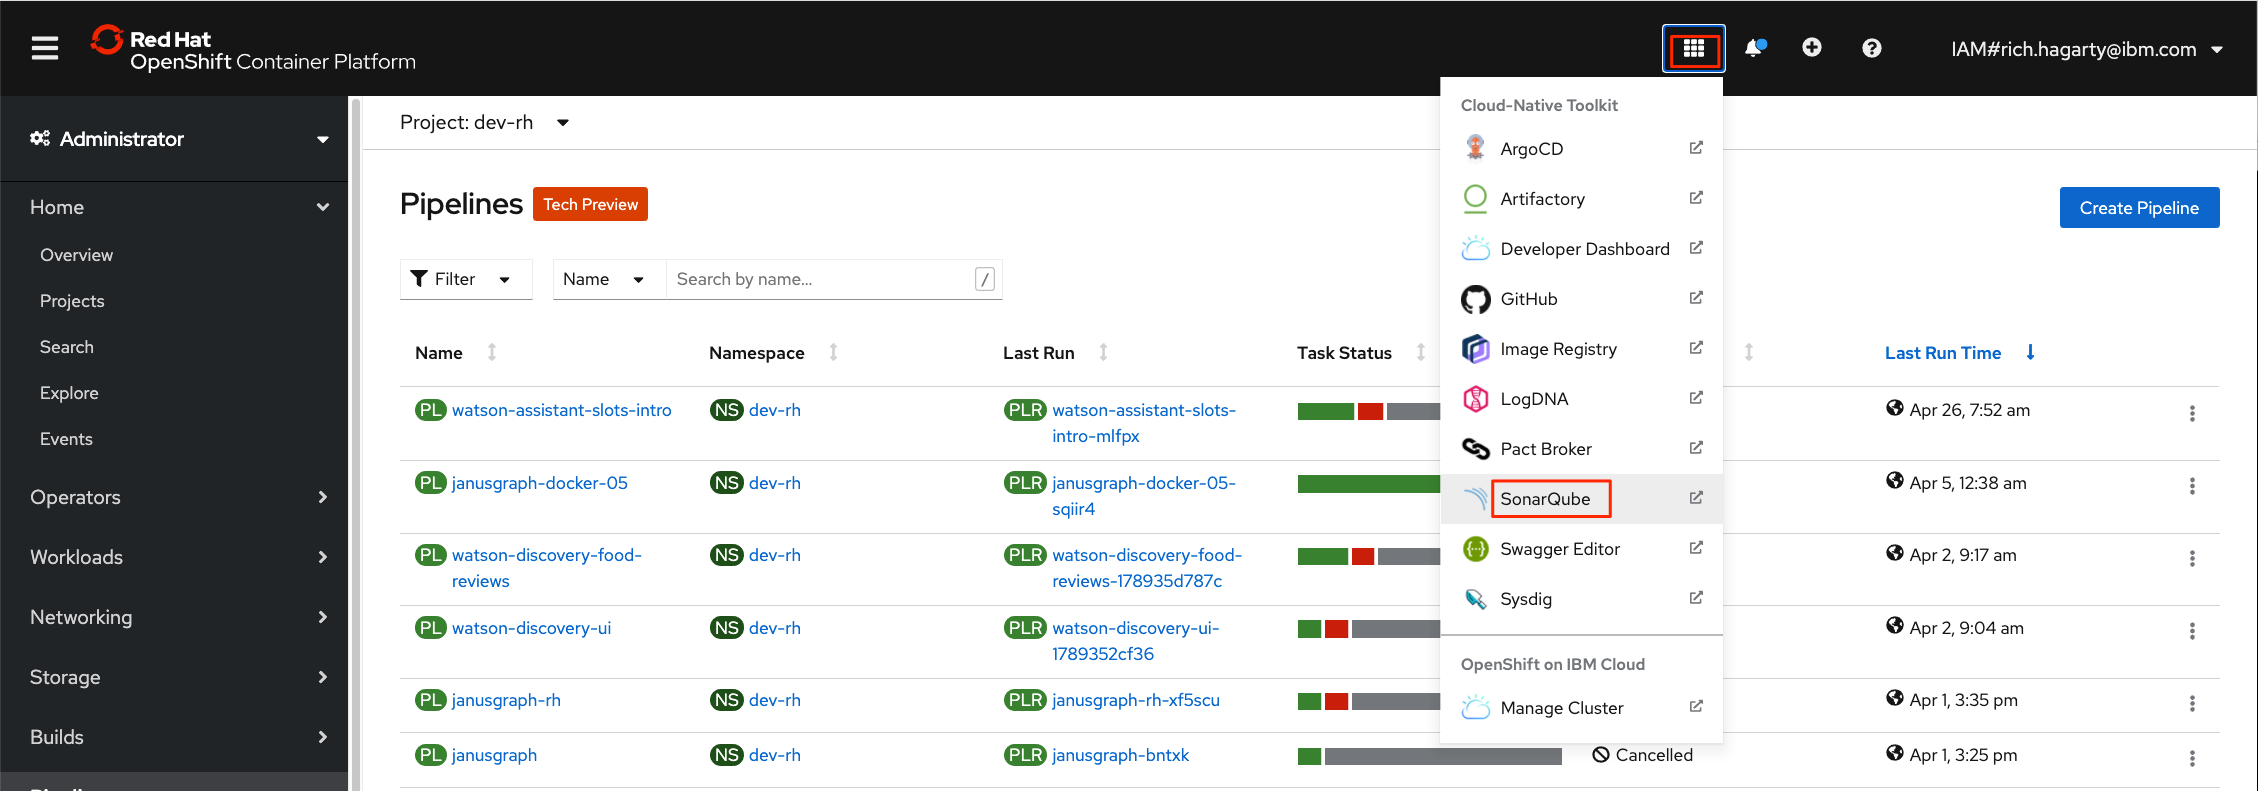 Red Hat
OpenShift Container Platform
IAM#rich.hagarty@ibm.com
Administrator
Home
Overview
Projects
Search
Explore
Events
Operators
Workloads
Networking
Storage
Builds
Project: dev-rh
Pipelines Tech Preview
Create Pipeline
Filter Name Search by name... /
Name Namespace Last Run Task Status Last Run Time
PL watson-assistant-slots-intro NS dev-rh PLR watson-assistant-slots- Apr 26, 7:52 am
intro-mlfpx
PL janusgraph-docker-05 NS dev-rh PLR janusgraph-docker-05- Apr 5, 12:38 am
sqiir4
PL watson-discovery-food- NS dev-rh PLR watson-discovery-food- Apr 2, 9:17 am
reviews reviews-178935d787c
PL watson-discovery-ui NS dev-rh PLR watson-discovery-ui- Apr 2, 9:04 am
1789352cf36
PL janusgraph-rh NS dev-rh PLR janusgraph-rh-xf5scu Apr 1, 3:35 pm
PL janusgraph NS dev-rh PLR janusgraph-bntxk Cancelled Apr 1, 3:25 pm
Cloud-Native Toolkit
ArgoCD
Artifactory
Developer Dashboard
GitHub
Image Registry
LogDNA
Pact Broker
SonarQube
Swagger Editor
Sysdig
OpenShift on IBM Cloud
Manage Cluster